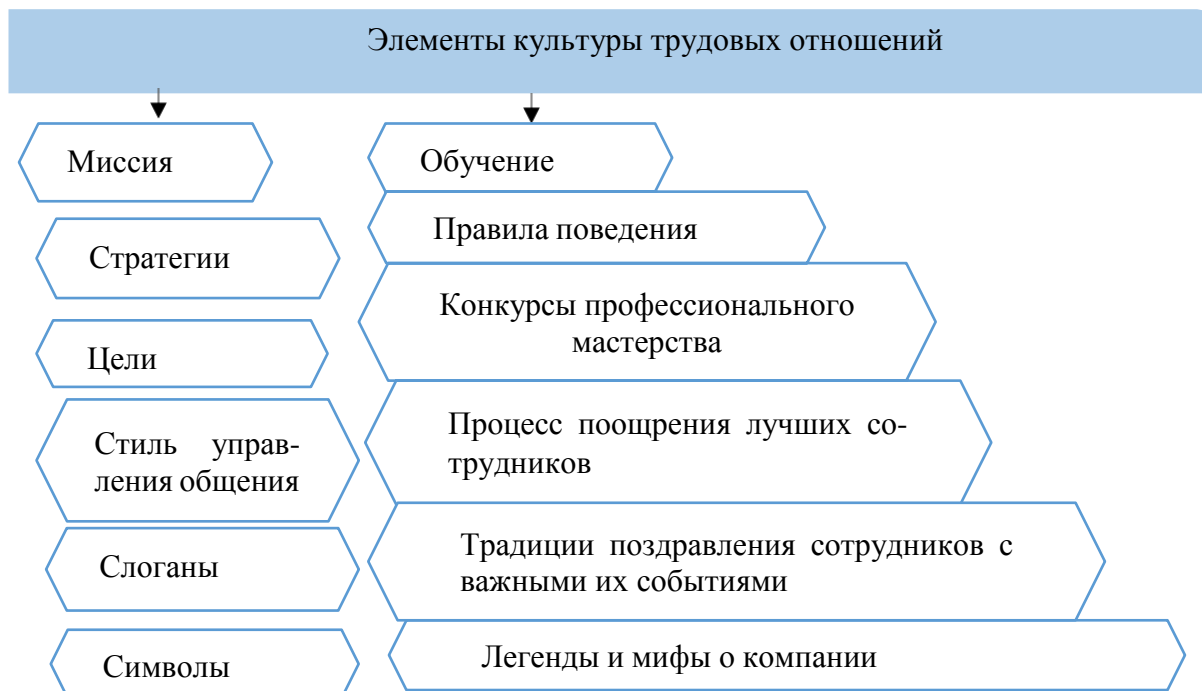 Элементы культуры трудовых отношений
Миссия
Стратегии
Цели
Стиль управ-
ления общения
Слоганы
Символы
Обучение
Правила поведения
Конкурсы профессионального
мастерства
Процесс поощрения лучших со-
трудников
Традиции поздравления сотрудников с
важными их событиями
Легенды и мифы о компании